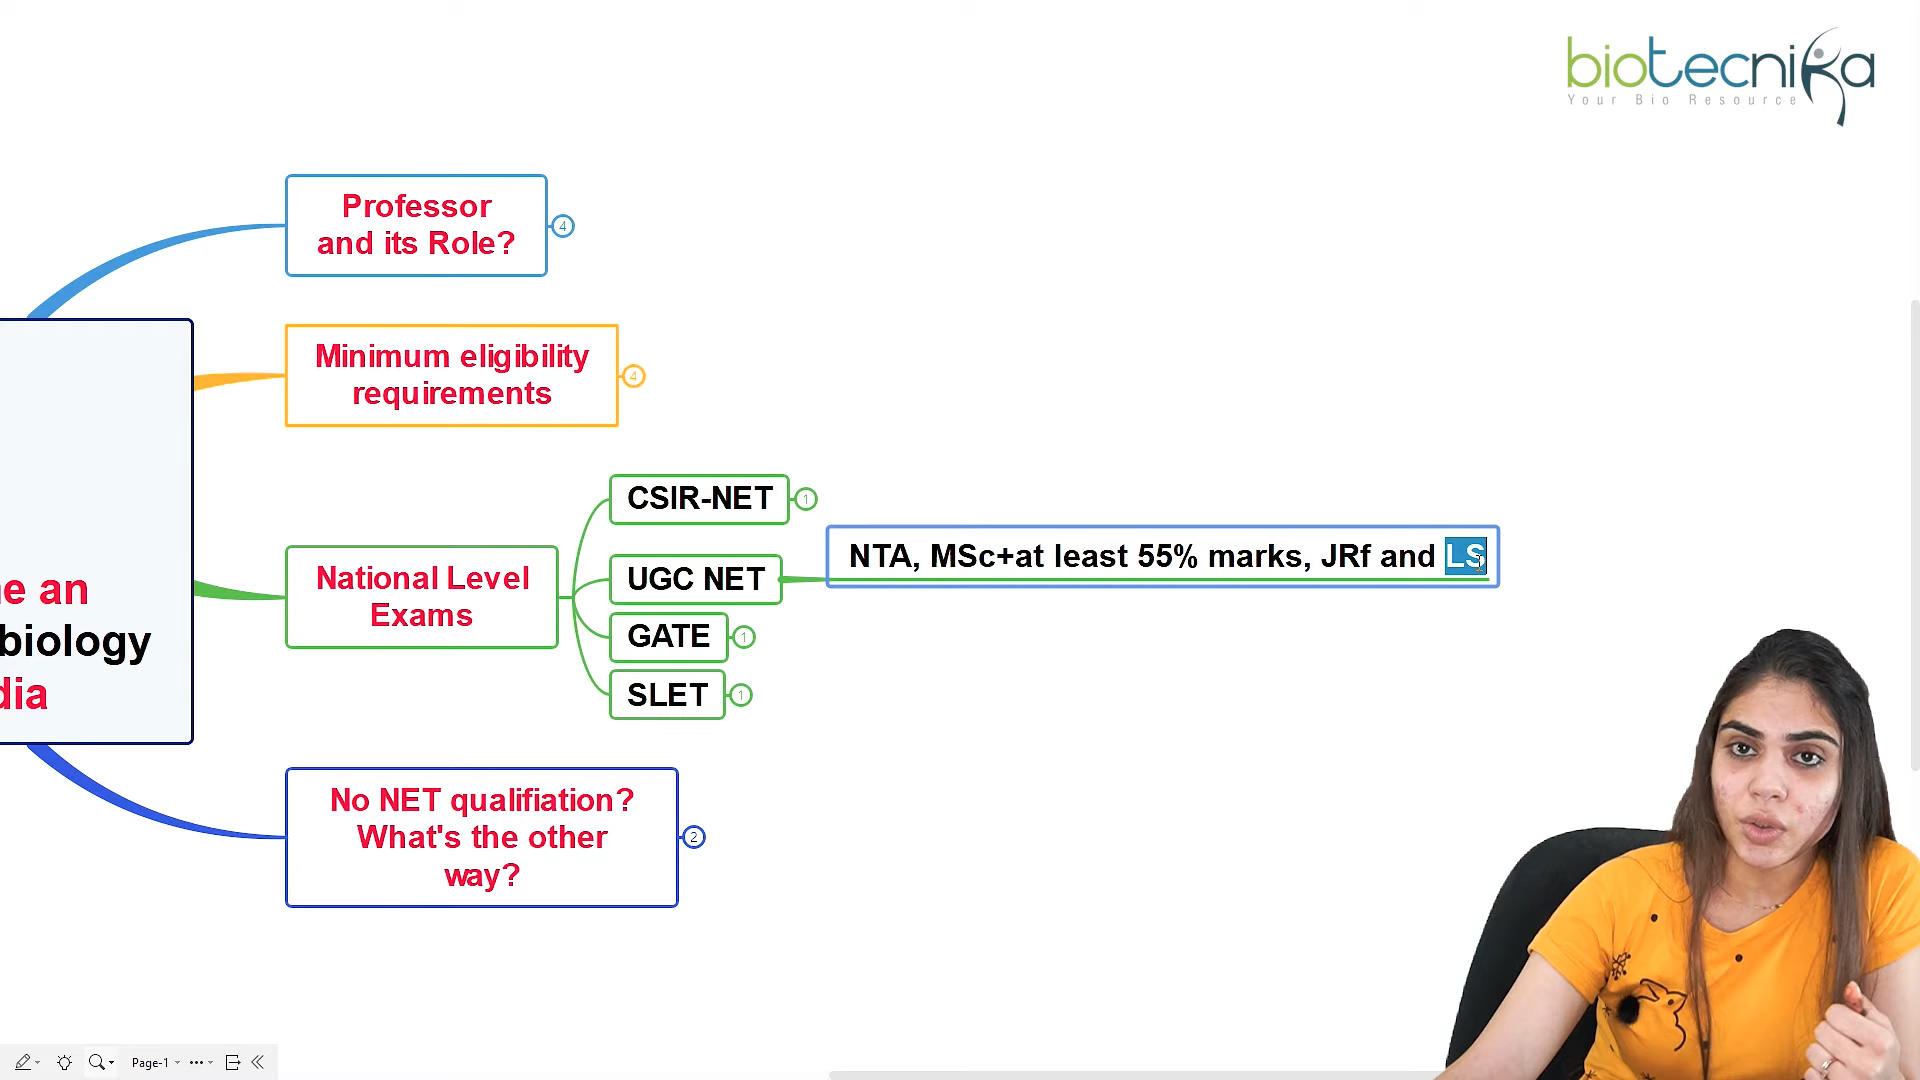 biotecnika
Your Bio Resource
Professor
and its Role?
4
Minimum eligibility
requirements
4
ne an
biology
dia
National Level
Exams
CSIR-NET
1
UGC NET
NTA, MSc+at least 55% marks, JRf and LS
GATE
1
SLET
1
No NET qualifiation?
What's the other
way?
2
Page-1